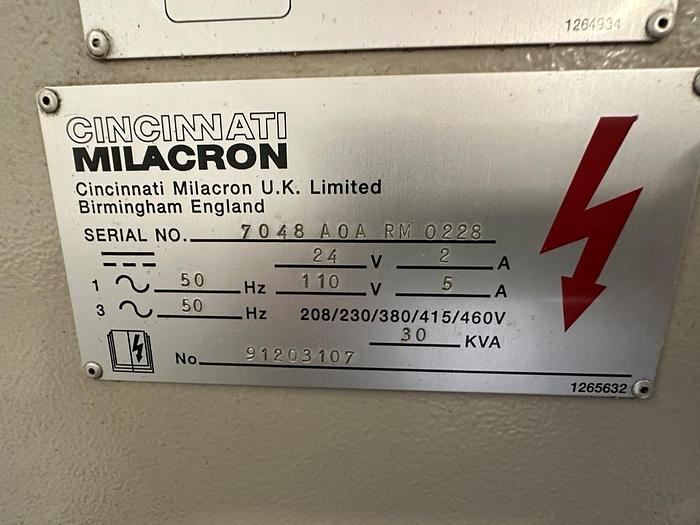 1264934
CINCINNATI
MILACRON
Cincinnati Milacron U.K. Limited
Birmingham England
SERIAL NO. 7048 A0A RM 0228
24 V 2 A
1 50 Hz 110 V 5 A
3 50 Hz 208/230/380/415/460V
30 KVA
No 91203107
1265632